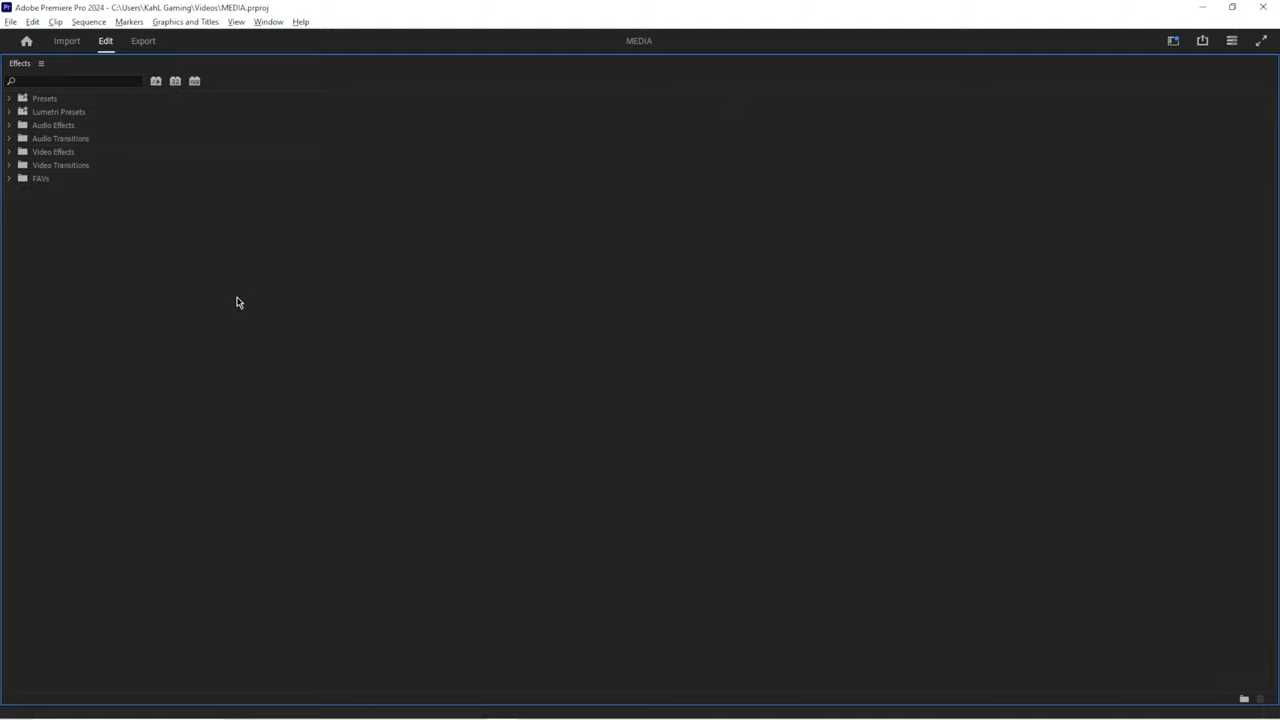 Pr Adobe Premiere Pro 2024 - C:\Users\KahL Gaming\Videos\MEDIA.prproj
File Edit Clip Sequence Markers Graphics and Titles View Window Help
Import Edit Export MEDIA
Effects
Presets
Lumetri Presets
Audio Effects
Audio Transitions
Video Effects
Video Transitions
FAVs